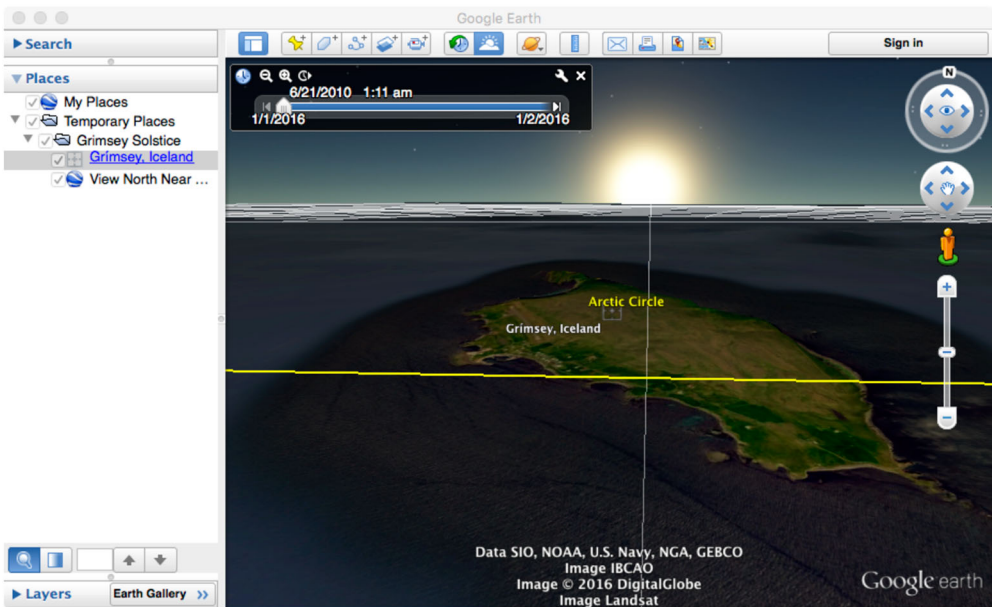 Google Earth
Search
Sign in
Places
My Places
Temporary Places
Grimsey Solstice
Grímsey, Iceland
View North Near ...
6/21/2010 1:11 am
1/1/2016 1/2/2016
N
Arctic Circle
Grímsey, Iceland
Data SIO, NOAA, U.S. Navy, NGA, GEBCO
Image IBCAO
Image © 2016 DigitalGlobe
Image Landsat
Google earth
Layers
Earth Gallery >>